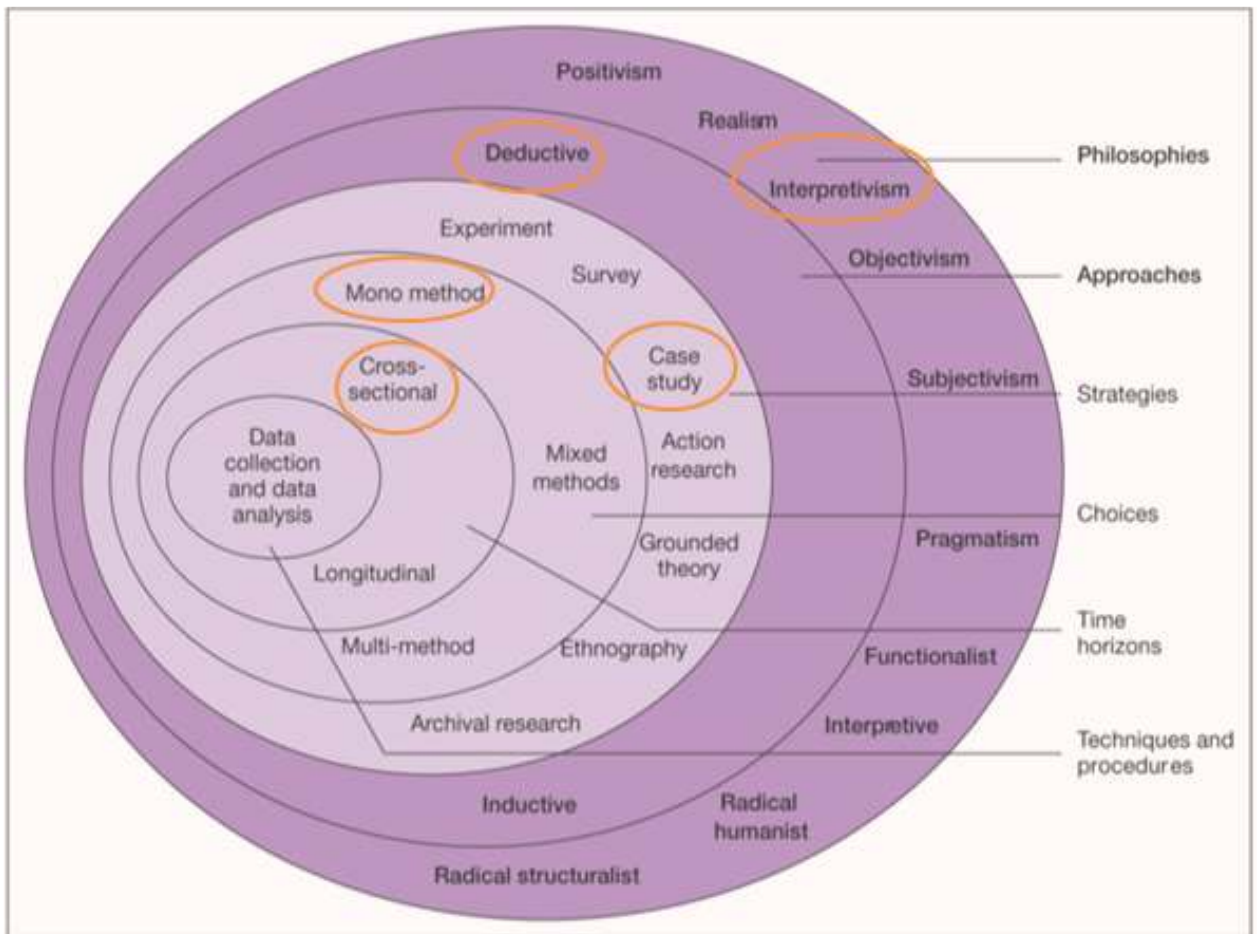 Positivism
Realism
Deductive
Philosophies
Interpretivism
Experiment
Objectivism
Survey
Approaches
Mono method
Case
study
Cross-
sectional
Subjectivism
Strategies
Data
collection
and data
analysis
Mixed
methods
Action
research
Choices
Grounded
theory
Pragmatism
Longitudinal
Time
horizons
Multi-method
Ethnography
Functionalist
Archival research
Interpretive
Techniques and
procedures
Inductive
Radical
humanist
Radical structuralist